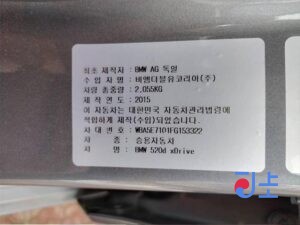 최초 제작자 : BMW AG 독일
수 입 자 명 : 비엠더블유코리아(주)
차량 총중량 : 2,055KG
제 작 연 도 : 2015
이 자동차는 대한민국 자동차관리법령에
적합하게 제작(수입)되었습니다.
차 대 번 호 : WBA5E7101FG153322
차 종 : 승용자동차
차 명 : BMW 520d xDrive